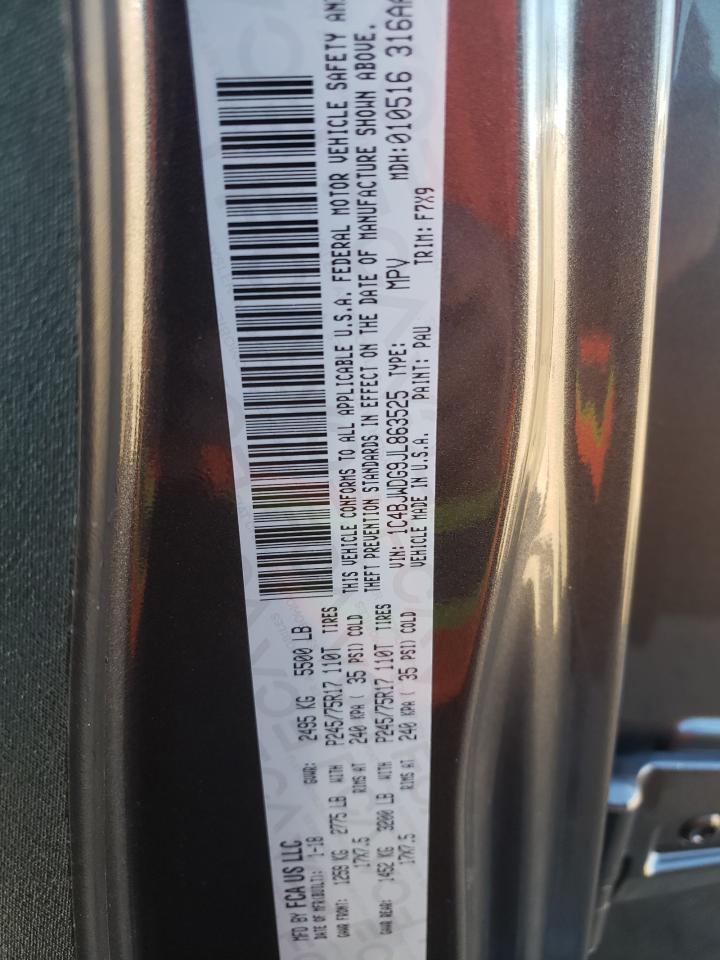 MFD BY FCA US LLC
DATE OF MFR(BUILT): 1-18 GVWR: 2495 KG 5500 LB
GAWR FRONT: 1259 KG 2775 LB WITH P245/75R17 110T TIRES
17X7.5 RIMS AT 240 KPA ( 35 PSI) COLD
GAWR REAR: 1452 KG 3200 LB WITH P245/75R17 110T TIRES
17X7.5 RIMS AT 240 KPA ( 35 PSI) COLD
THIS VEHICLE CONFORMS TO ALL APPLICABLE U.S.A. FEDERAL MOTOR VEHICLE SAFETY
THEFT PREVENTION STANDARDS IN EFFECT ON THE DATE OF MANUFACTURE SHOWN ABOVE.
VIN: 1C4BJWDG9JL863525 TYPE: MPV MDH:010516 316AA
VEHICLE MADE IN U.S.A. PAINT: PAU TRIM: F7X9